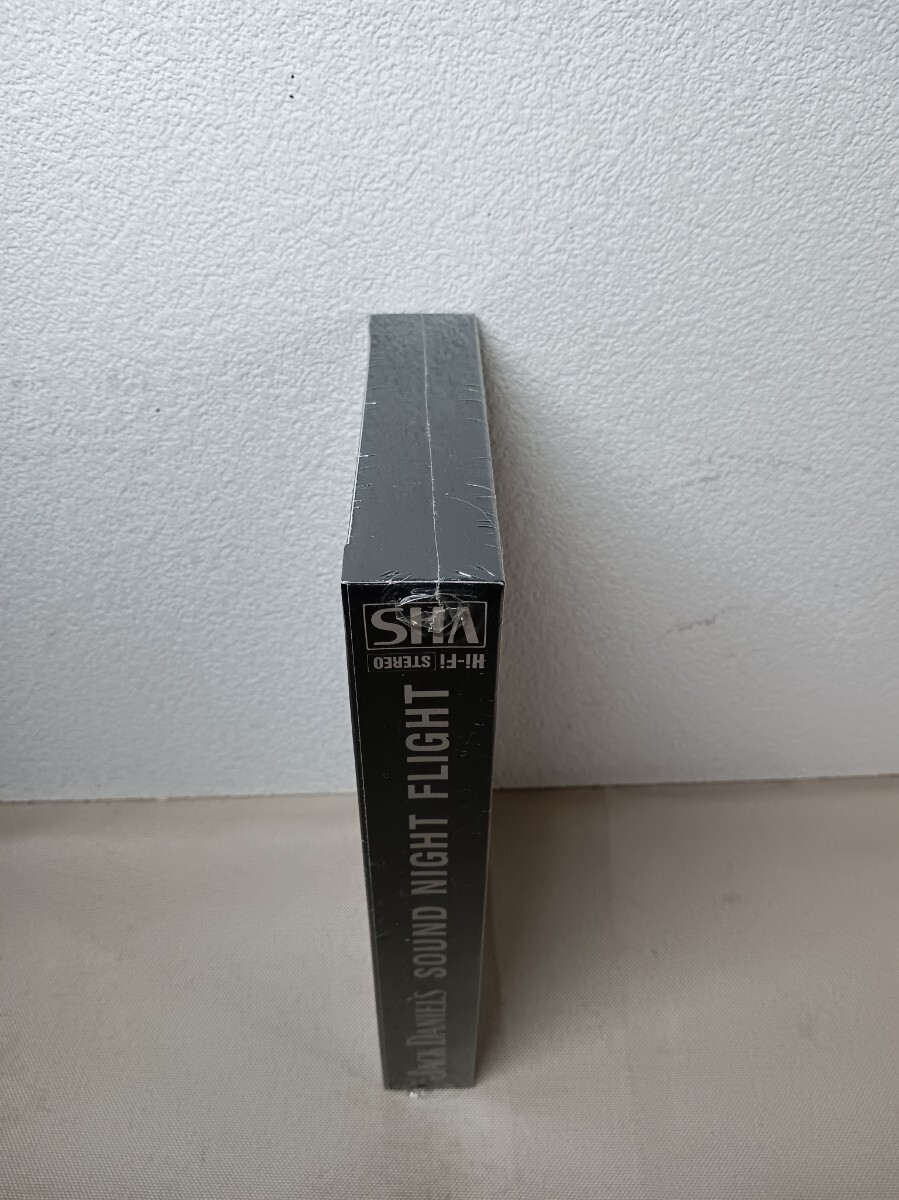 VHS
Hi-Fi STEREO
JACK DANIEL'S SOUND NIGHT FLIGHT